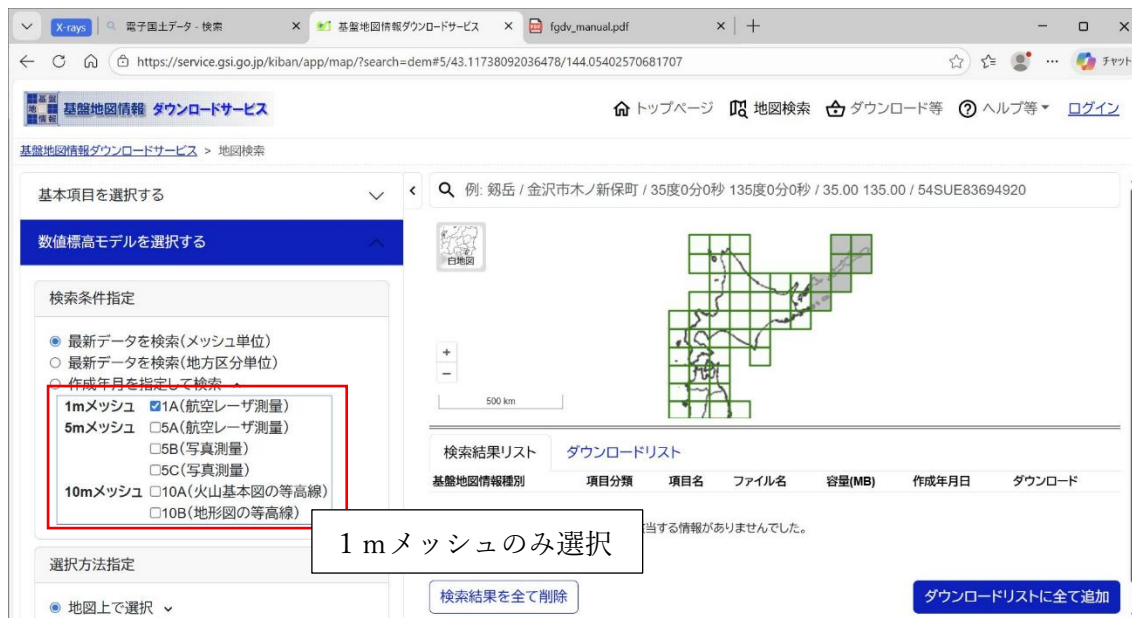 X-rays
電子国土データ - 検索
基盤地図情報ダウンロードサービス
fgdv_manual.pdf
https://service.gsi.go.jp/kiban/app/map/?search=dem#5/43.11738092036478/144.05402570681707
チャット
基盤地図情報 ダウンロードサービス
トップページ 地図検索 ダウンロード等 ヘルプ等 ログイン
基盤地図情報ダウンロードサービス > 地図検索
基本項目を選択する
例: 剱岳 / 金沢市木ノ新保町 / 35度0分0秒 135度0分0秒 / 35.00 135.00 / 54SUE83694920
数値標高モデルを選択する
白地図
検索条件指定
最新データを検索(メッシュ単位)
最新データを検索(地方区分単位)
作成年月を指定して検索
1mメッシュ 1A(航空レーザ測量)
5mメッシュ 5A(航空レーザ測量)
5B(写真測量)
5C(写真測量)
10mメッシュ 10A(火山基本図の等高線)
10B(地形図の等高線)
+
−
500 km
検索結果リスト ダウンロードリスト
基盤地図情報種別 項目分類 項目名 ファイル名 容量(MB) 作成年月日 ダウンロード
当する情報がありませんでした。
1mメッシュのみ選択
選択方法指定
地図上で選択
検索結果を全て削除
ダウンロードリストに全て追加